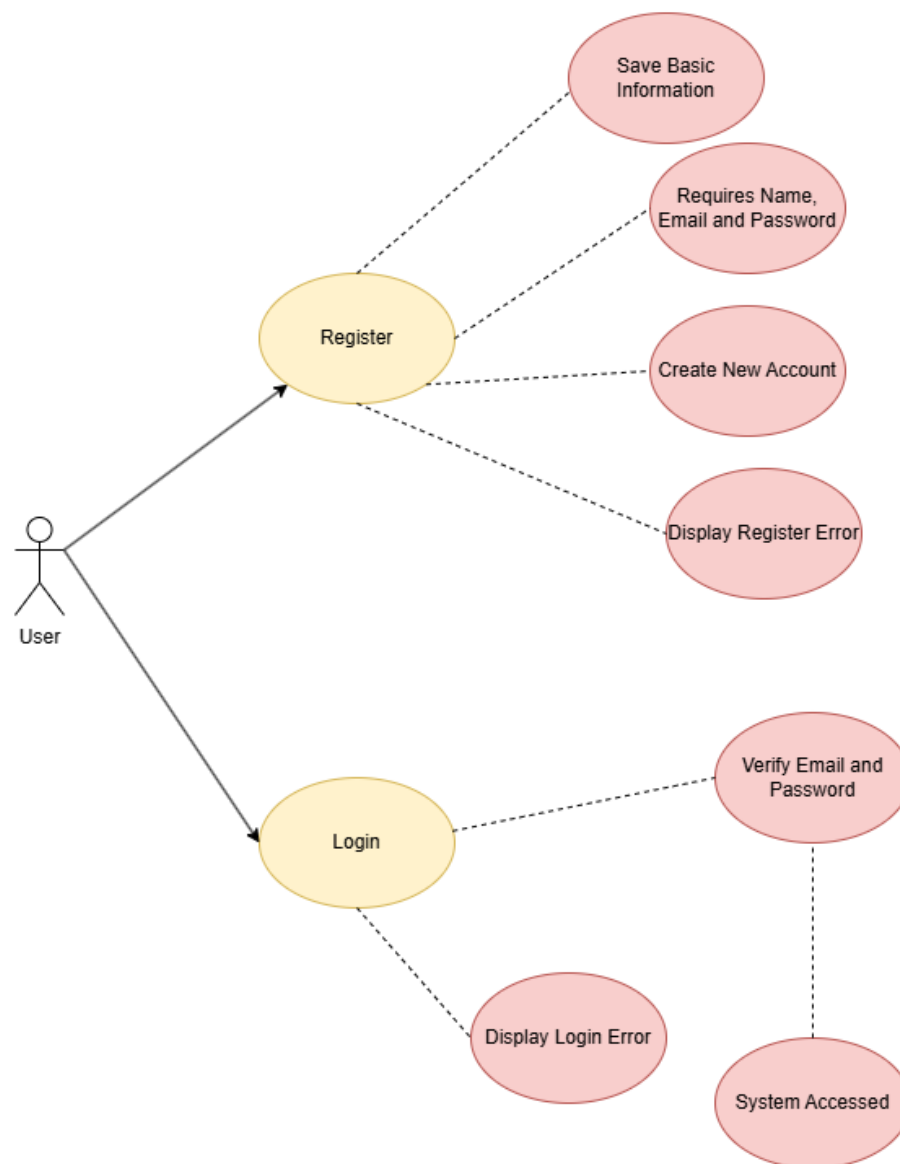 Save Basic
Information
Requires Name,
Email and Password
Register
Create New Account
Display Register Error
User
Verify Email and
Password
Login
Display Login Error
System Accessed